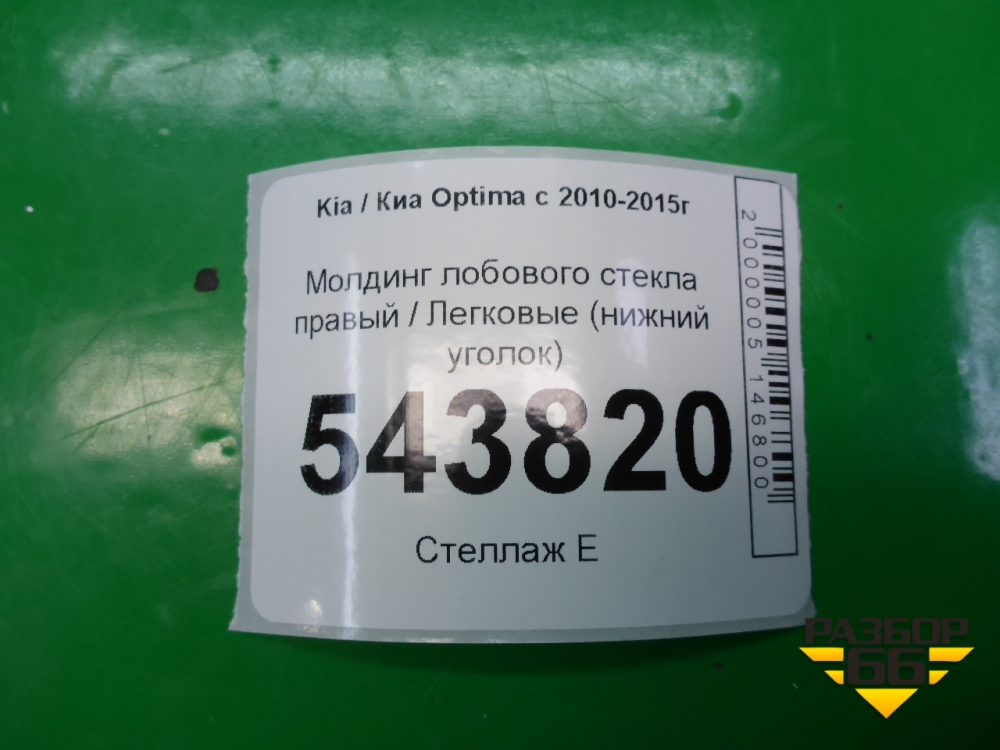 Kia / Киа Optima с 2010-2015г
Молдинг лобового стекла
правый / Легковые (нижний
уголок)
543820
Стеллаж Е
2000005146800
РАЗБОР
66